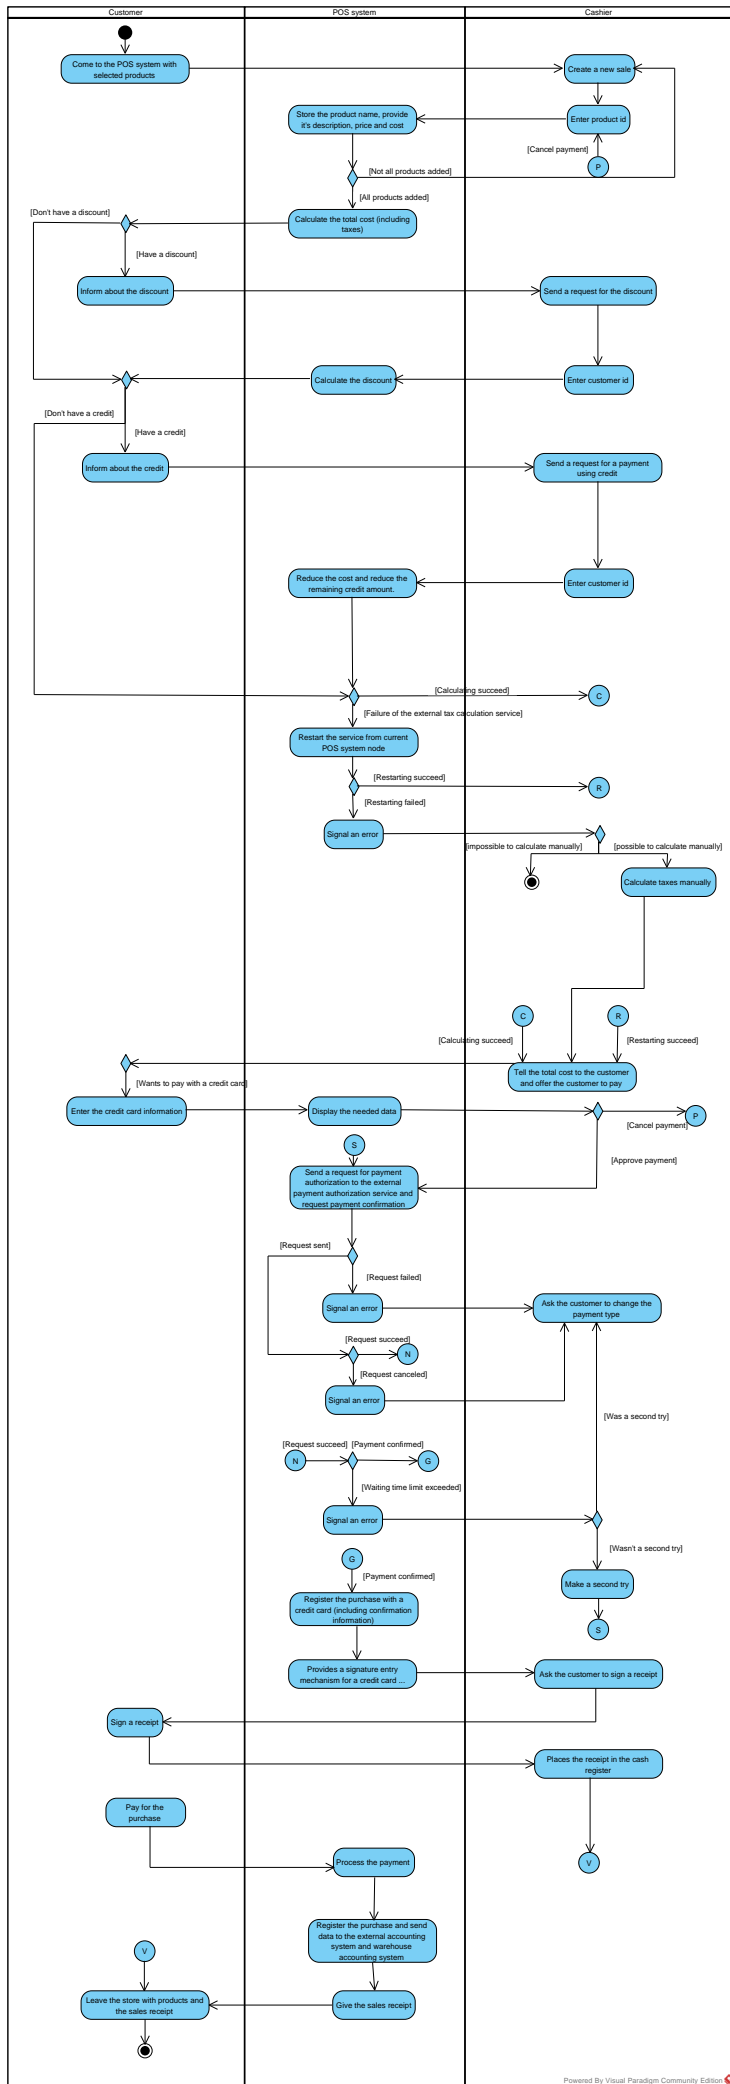 Customer
POS system
Cashier
Come to the POS system with
selected products
Create a new sale
Store the product name, provide
it's description, price and cost
Enter product id
[Cancel payment]
P
[Not all products added]
[All products added]
[Don't have a discount]
Calculate the total cost (including
taxes)
[Have a discount]
Inform about the discount
Send a request for the discount
Calculate the discount
Enter customer id
[Don't have a credit]
[Have a credit]
Inform about the credit
Send a request for a payment
using credit
Reduce the cost and reduce the
remaining credit amount.
Enter customer id
[Calculating succeed]
C
[Failure of the external tax calculation service]
Restart the service from current
POS system node
[Restarting succeed]
R
[Restarting failed]
Signal an error
[impossible to calculate manually]
[possible to calculate manually]
Calculate taxes manually
C
R
[Calculating succeed]
[Restarting succeed]
Tell the total cost to the customer
and offer the customer to pay
[Wants to pay with a credit card]
Enter the credit card information
Display the needed data
P
[Cancel payment]
S
[Approve payment]
Send a request for payment
authorization to the external
payment authorization service and
request payment confirmation
[Request sent]
[Request failed]
Signal an error
Ask the customer to change the
payment type
[Request succeed]
N
[Request canceled]
Signal an error
[Was a second try]
[Request succeed]
[Payment confirmed]
N
G
[Waiting time limit exceeded]
Signal an error
[Wasn't a second try]
G
[Payment confirmed]
Make a second try
Register the purchase with a
credit card (including confirmation
information)
S
Provides a signature entry
mechanism for a credit card ...
Ask the customer to sign a receipt
Sign a receipt
Places the receipt in the cash
register
Pay for the
purchase
Process the payment
V
Register the purchase and send
data to the external accounting
system and warehouse
accounting system
V
Leave the store with products and
the sales receipt
Give the sales receipt
Powered By Visual Paradigm Community Edition